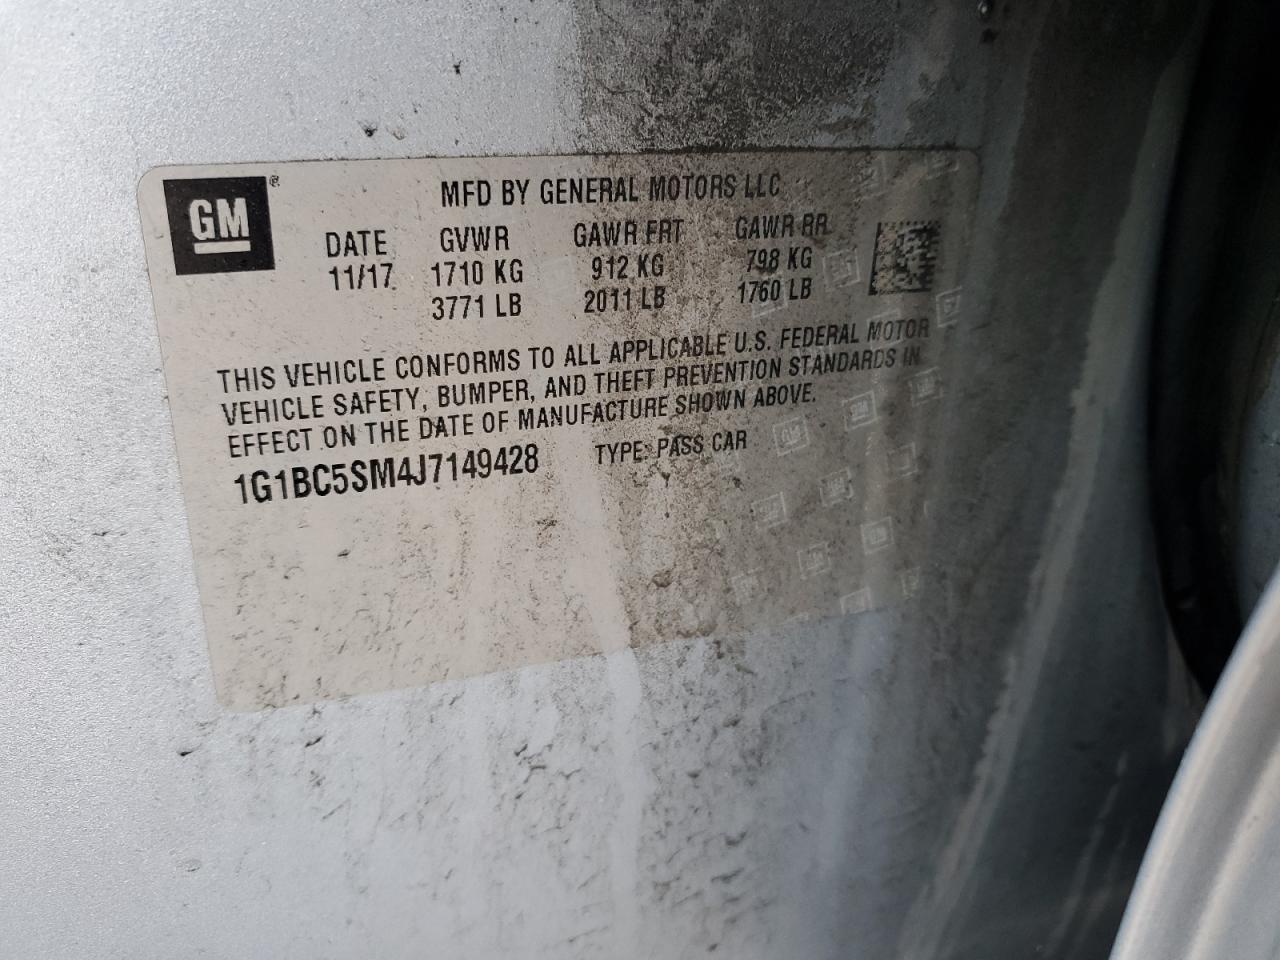 GM®
MFD BY GENERAL MOTORS LLC
DATE GVWR GAWR FRT GAWR RR
11/17 1710 KG 912 KG 798 KG
3771 LB 2011 LB 1760 LB
THIS VEHICLE CONFORMS TO ALL APPLICABLE U.S. FEDERAL MOTOR
VEHICLE SAFETY, BUMPER, AND THEFT PREVENTION STANDARDS IN
EFFECT ON THE DATE OF MANUFACTURE SHOWN ABOVE.
1G1BC5SM4J7149428 TYPE: PASS CAR